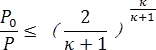 P₀/P ≤ (2/(κ + 1))^(κ/(κ+1))